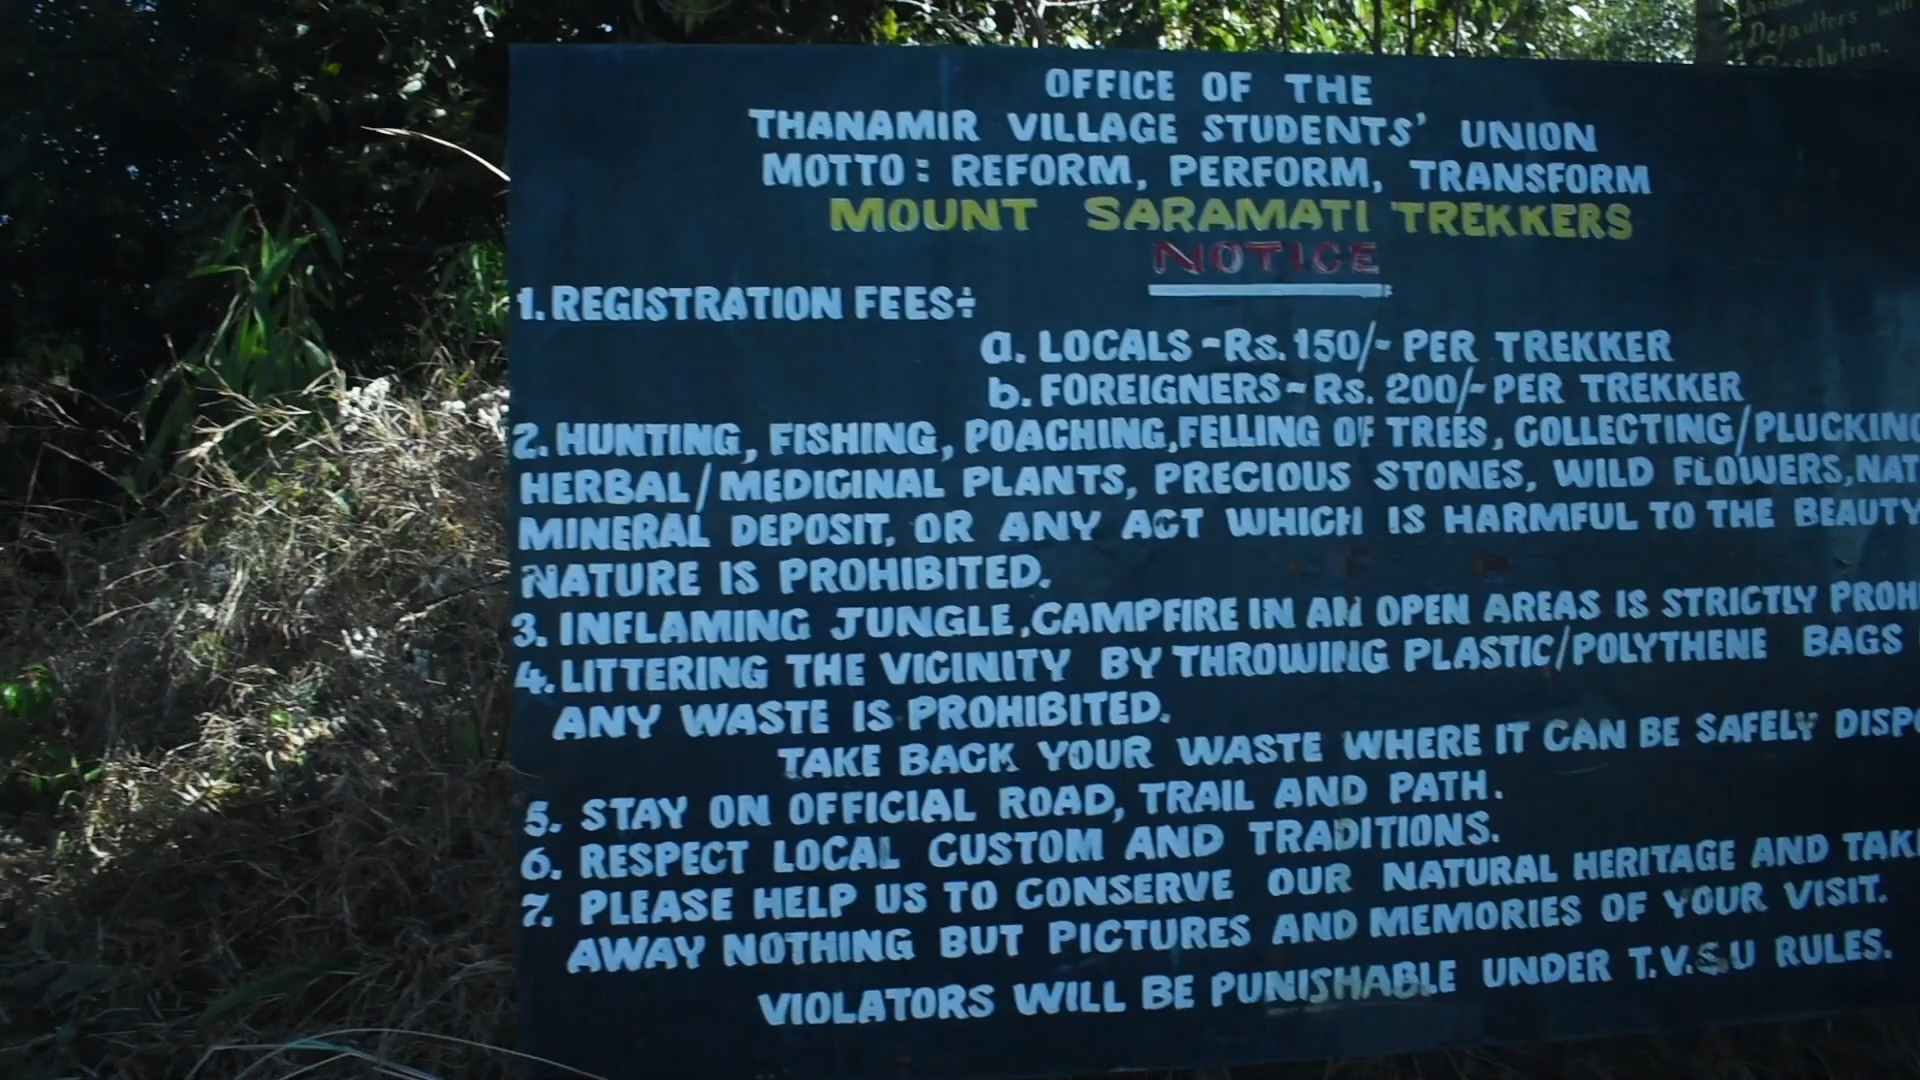 Defaulters will
Resolution.
OFFICE OF THE
THANAMIR VILLAGE STUDENTS' UNION
MOTTO : REFORM, PERFORM, TRANSFORM
MOUNT SARAMATI TREKKERS
NOTICE
1. REGISTRATION FEES÷
a. LOCALS - Rs. 150/- PER TREKKER
b. FOREIGNERS - Rs. 200/- PER TREKKER
2. HUNTING, FISHING, POACHING, FELLING OF TREES, COLLECTING/PLUCKING
HERBAL/MEDICINAL PLANTS, PRECIOUS STONES, WILD FLOWERS, NAT
MINERAL DEPOSIT, OR ANY ACT WHICH IS HARMFUL TO THE BEAUTY
NATURE IS PROHIBITED.
3. INFLAMING JUNGLE, CAMPFIRE IN AN OPEN AREAS IS STRICTLY PROH
4. LITTERING THE VICINITY BY THROWING PLASTIC/POLYTHENE BAGS
ANY WASTE IS PROHIBITED.
TAKE BACK YOUR WASTE WHERE IT CAN BE SAFELY DISPO
5. STAY ON OFFICIAL ROAD, TRAIL AND PATH.
6. RESPECT LOCAL CUSTOM AND TRADITIONS.
7. PLEASE HELP US TO CONSERVE OUR NATURAL HERITAGE AND TAKE
AWAY NOTHING BUT PICTURES AND MEMORIES OF YOUR VISIT.
VIOLATORS WILL BE PUNISHABLE UNDER T.V.S.U RULES.